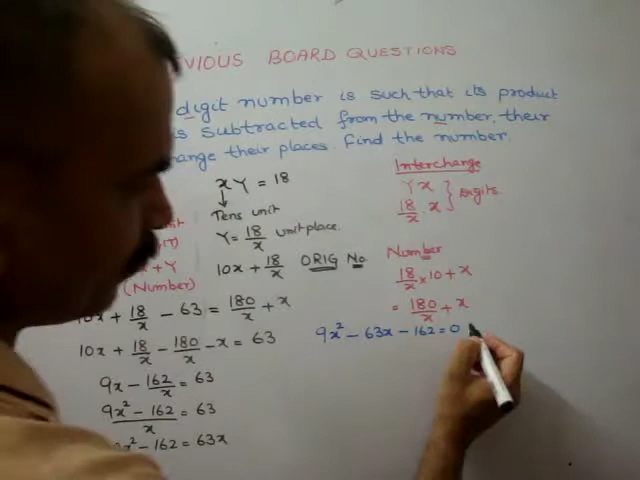 VIOUS BOARD QUESTIONS
digit number is such that its product
s subtracted from the number, their
ange their places. Find the number.
x Y = 18
Tens unit
Y = 18/x unit place.
10x + 18/x ORIG No.
x + Y
(Number)
10x + 18/x - 63 = 180/x + x
10x + 18/x - 180/x - x = 63
9x - 162/x = 63
9x² - 162/x = 63
x² - 162 = 63x
Interchange
Y x
18/x . x } Digits
Number
18/x × 10 + x
= 180/x + x
9x² - 63x - 162 = 0